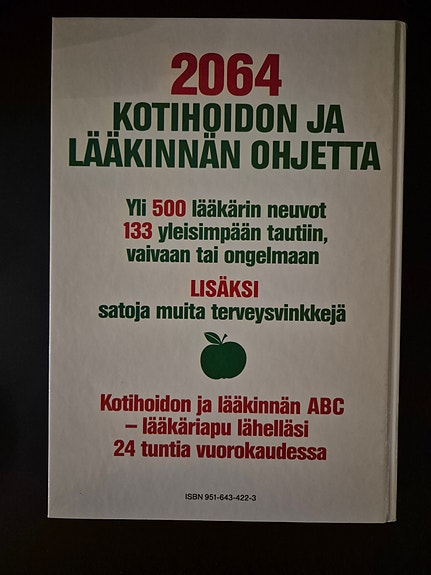 2064
KOTIHOIDON JA
LÄÄKINNÄN OHJETTA
Yli 500 lääkärin neuvot
133 yleisimpään tautiin,
vaivaan tai ongelmaan
LISÄKSI
satoja muita terveysvinkkejä
Kotihoidon ja lääkinnän ABC
– lääkäriapu lähelläsi
24 tuntia vuorokaudessa
ISBN 951-643-422-3